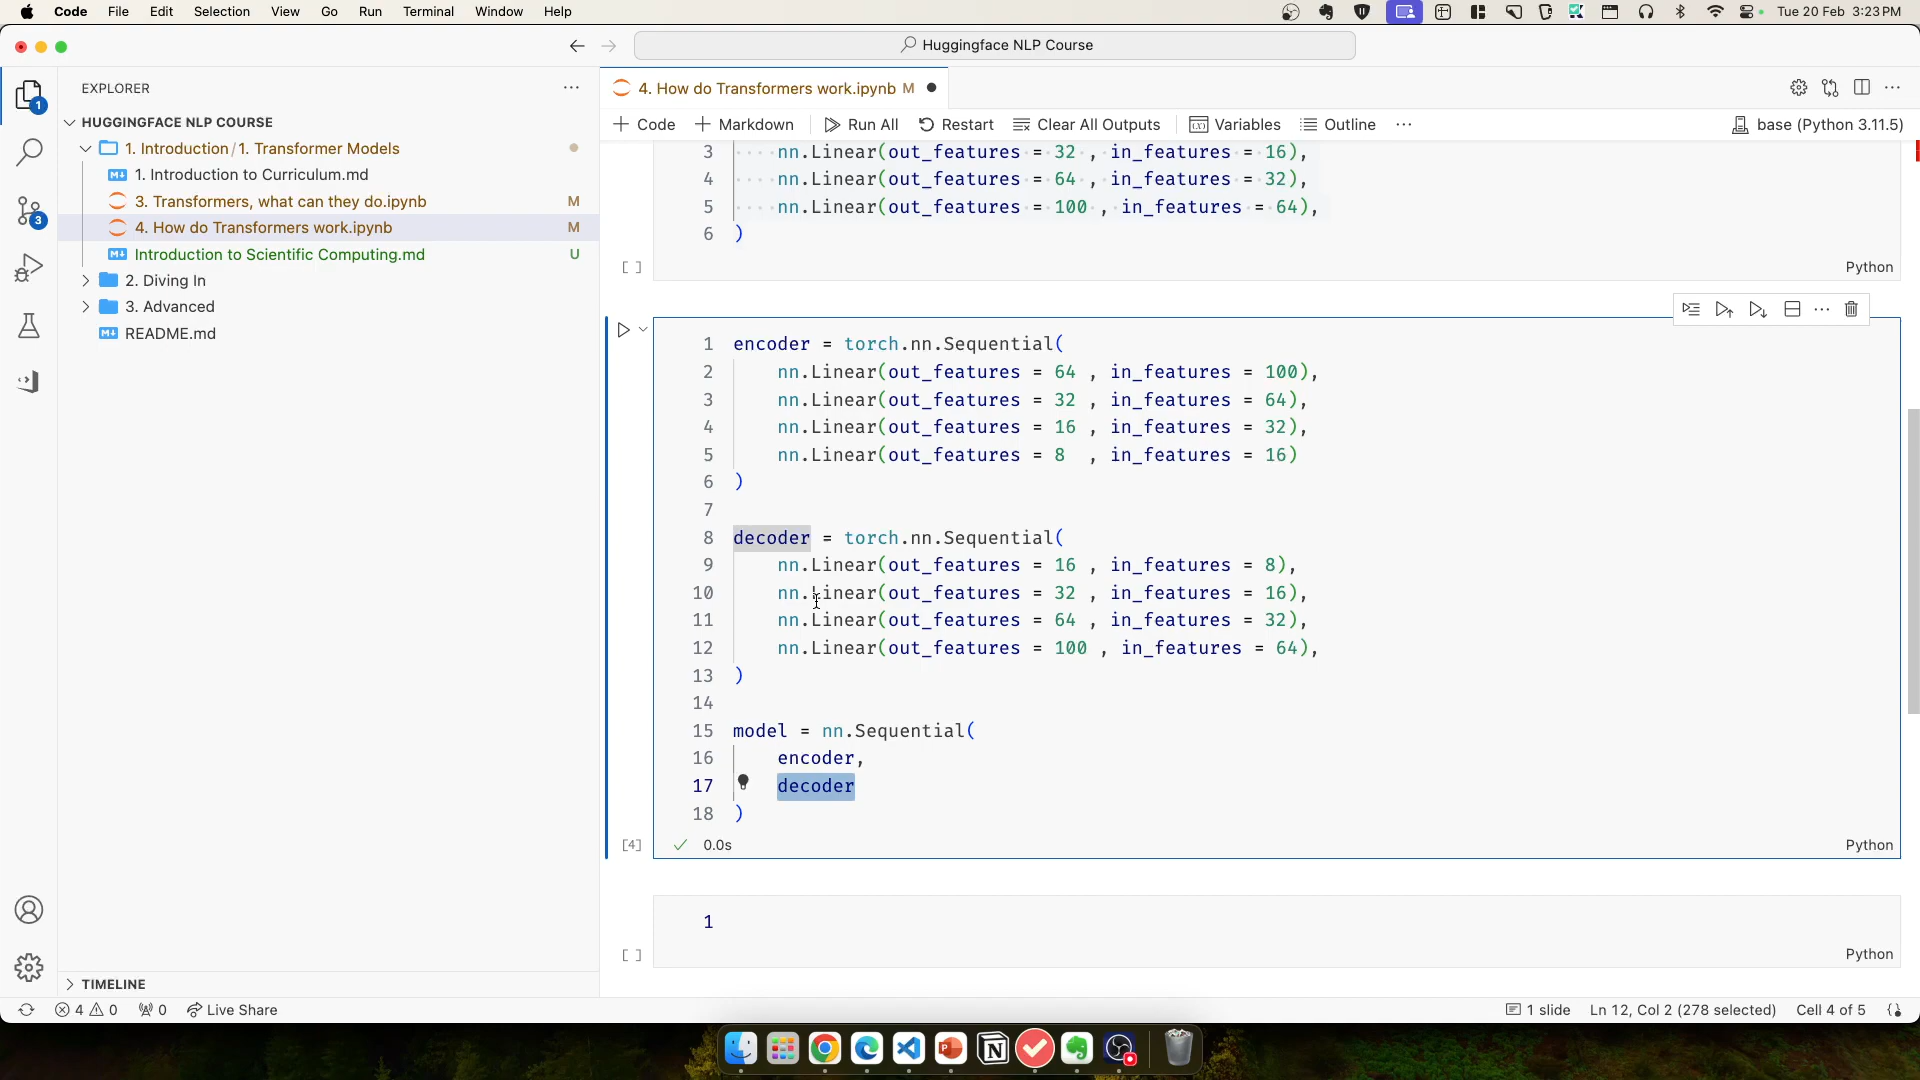 Code File Edit Selection View Go Run Terminal Window Help Tue 20 Feb 3:23 PM
Huggingface NLP Course
EXPLORER
4. How do Transformers work.ipynb M
HUGGINGFACE NLP COURSE
+ Code + Markdown Run All Restart Clear All Outputs Variables Outline ... base (Python 3.11.5)
1. Introduction / 1. Transformer Models
1. Introduction to Curriculum.md
3. Transformers, what can they do.ipynb M
4. How do Transformers work.ipynb M
Introduction to Scientific Computing.md U
2. Diving In
3. Advanced
README.md
3 nn.Linear(out_features = 32 , in_features = 16),
4 nn.Linear(out_features = 64 , in_features = 32),
5 nn.Linear(out_features = 100 , in_features = 64),
6 )
[ ] Python
1 encoder = torch.nn.Sequential(
2 nn.Linear(out_features = 64 , in_features = 100),
3 nn.Linear(out_features = 32 , in_features = 64),
4 nn.Linear(out_features = 16 , in_features = 32),
5 nn.Linear(out_features = 8  , in_features = 16)
6 )
7
8 decoder = torch.nn.Sequential(
9 nn.Linear(out_features = 16 , in_features = 8),
10 nn.Linear(out_features = 32 , in_features = 16),
11 nn.Linear(out_features = 64 , in_features = 32),
12 nn.Linear(out_features = 100 , in_features = 64),
13 )
14
15 model = nn.Sequential(
16 encoder,
17 decoder
18 )
[4] 0.0s Python
1
[ ] Python
TIMELINE
4 0 0 Live Share 1 slide Ln 12, Col 2 (278 selected) Cell 4 of 5
1
3